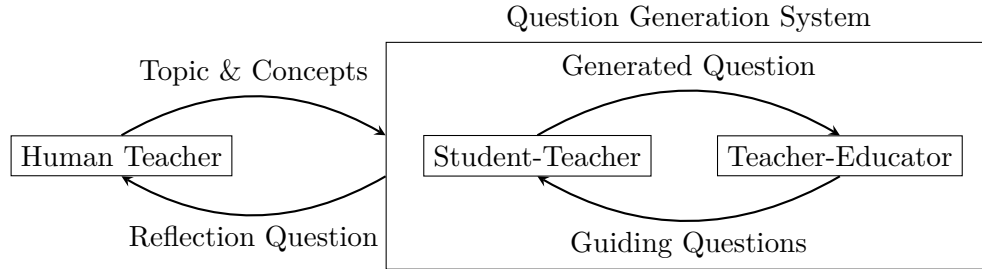 Question Generation System
Topic & Concepts
Generated Question
Human Teacher
Student-Teacher
Teacher-Educator
Reflection Question
Guiding Questions